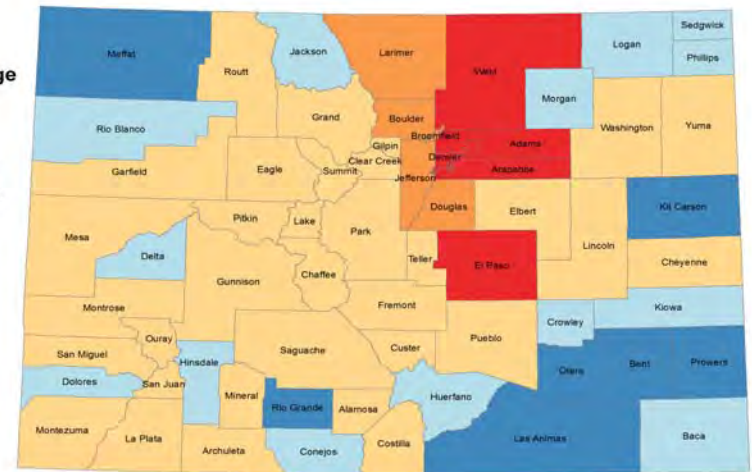 ge
Moffat
Routt
Jackson
Larimer
Weld
Logan
Sedgwick
Phillips
Morgan
Rio Blanco
Grand
Boulder
Broomfield
Washington
Yuma
Garfield
Eagle
Summit
Gilpin
Clear Creek
Denver
Adams
Arapahoe
Jefferson
Douglas
Elbert
Kit Carson
Mesa
Delta
Pitkin
Lake
Park
Teller
El Paso
Lincoln
Cheyenne
Gunnison
Chaffee
Fremont
Montrose
Ouray
Crowley
Kiowa
San Miguel
Hinsdale
Saguache
Custer
Pueblo
Otero
Bent
Prowers
Dolores
San Juan
Mineral
Rio Grande
Alamosa
Huerfano
Montezuma
La Plata
Archuleta
Conejos
Costilla
Las Animas
Baca